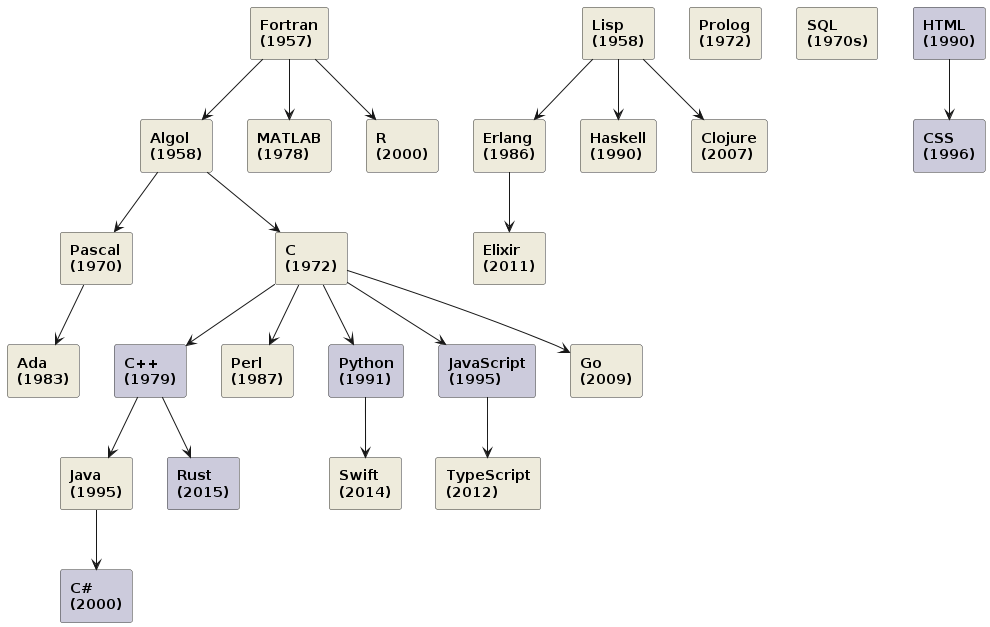 Fortran
(1957)
Lisp
(1958)
Prolog
(1972)
SQL
(1970s)
HTML
(1990)
Algol
(1958)
MATLAB
(1978)
R
(2000)
Erlang
(1986)
Haskell
(1990)
Clojure
(2007)
CSS
(1996)
Pascal
(1970)
C
(1972)
Elixir
(2011)
Ada
(1983)
C++
(1979)
Perl
(1987)
Python
(1991)
JavaScript
(1995)
Go
(2009)
Java
(1995)
Rust
(2015)
Swift
(2014)
TypeScript
(2012)
C#
(2000)